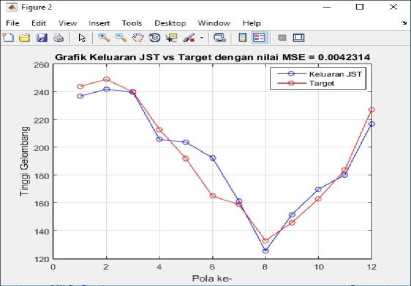 Figure 2
File Edit View Insert Tools Desktop Window Help
Grafik Keluaran JST vs Target dengan nilai MSE = 0.0042314
Keluaran JST
Target
260
240
220
200
180
160
140
120
Tinggi Gelombang
0 2 4 6 8 10 12
Pola ke-